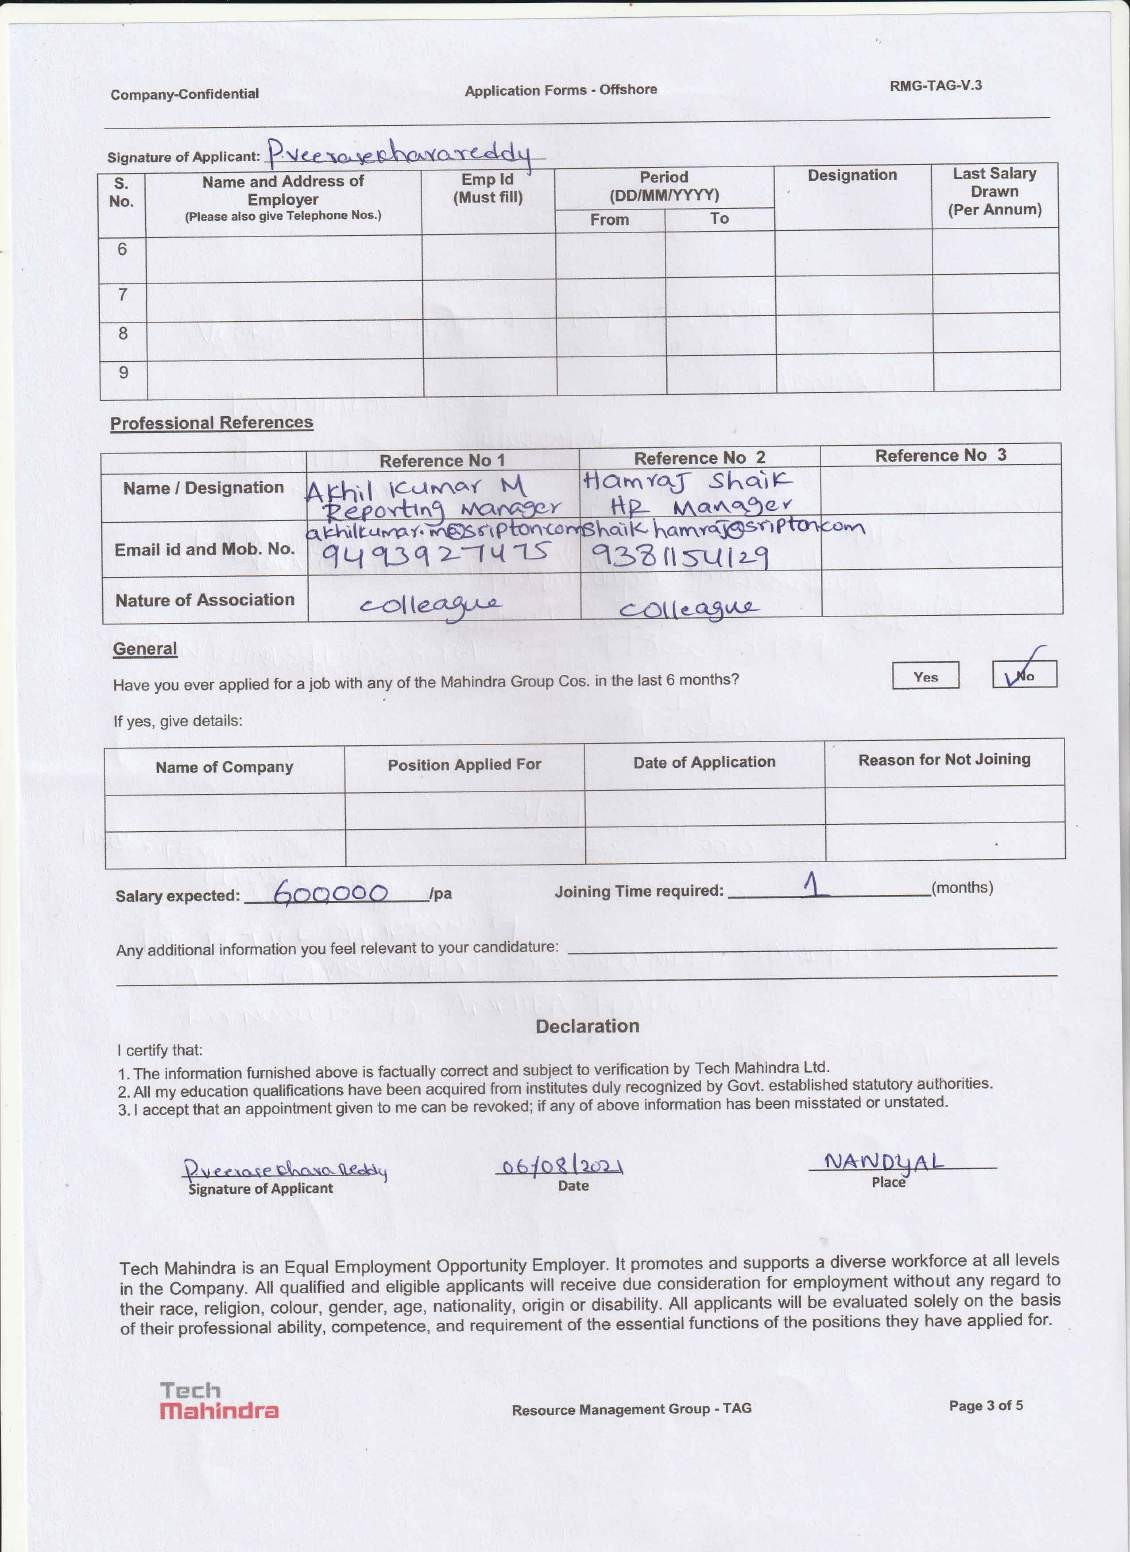 Company-Confidential Application Forms - Offshore RMG-TAG-V.3
Signature of Applicant: P.veerasekharareddy
S. No. Name and Address of Employer (Please also give Telephone Nos.) Emp Id (Must fill) Period (DD/MM/YYYY) From To Designation Last Salary Drawn (Per Annum)
6
7
8
9
Professional References
Reference No 1 Reference No 2 Reference No 3
Name / Designation Akhil Kumar M Reporting Manager Hamraj Shaik HR Manager
Email id and Mob. No. akhilkumar.m@sripton.com 9493927475 shaik.hamraj@sripton.com 9381154129
Nature of Association colleague colleague
General
Have you ever applied for a job with any of the Mahindra Group Cos. in the last 6 months? Yes No
If yes, give details:
Name of Company Position Applied For Date of Application Reason for Not Joining
Salary expected: 600000 /pa Joining Time required: 1 (months)
Any additional information you feel relevant to your candidature:
Declaration
I certify that:
1. The information furnished above is factually correct and subject to verification by Tech Mahindra Ltd.
2. All my education qualifications have been acquired from institutes duly recognized by Govt. established statutory authorities.
3. I accept that an appointment given to me can be revoked; if any of above information has been misstated or unstated.
P.veerasekhara Reddy 06/08/2021 NANDYAL
Signature of Applicant Date Place
Tech Mahindra is an Equal Employment Opportunity Employer. It promotes and supports a diverse workforce at all levels
in the Company. All qualified and eligible applicants will receive due consideration for employment without any regard to
their race, religion, colour, gender, age, nationality, origin or disability. All applicants will be evaluated solely on the basis
of their professional ability, competence, and requirement of the essential functions of the positions they have applied for.
Tech
Mahindra
Resource Management Group - TAG Page 3 of 5